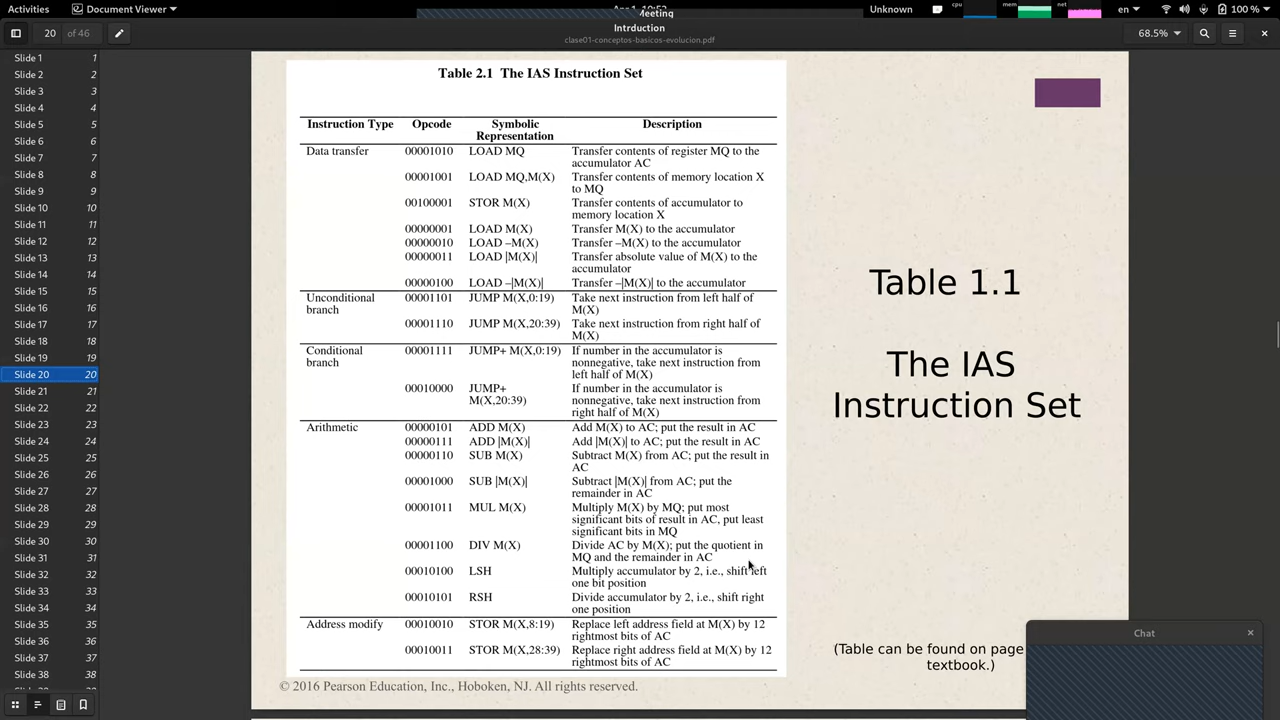 Activities
Document Viewer
Meeting
Unknown
cpu
mem
net
en
100 %
20 of 46
Intrduction
clase01-conceptos-basicos-evolucion.pdf
68.5%
Slide 1 1
Slide 2 2
Slide 3 3
Slide 4 4
Slide 5 5
Slide 6 6
Slide 7 7
Slide 8 8
Slide 9 9
Slide 10 10
Slide 11 11
Slide 12 12
Slide 13 13
Slide 14 14
Slide 15 15
Slide 16 16
Slide 17 17
Slide 18 18
Slide 19 19
Slide 20 20
Slide 21 21
Slide 22 22
Slide 23 23
Slide 24 24
Slide 25 25
Slide 26 26
Slide 27 27
Slide 28 28
Slide 29 29
Slide 30 30
Slide 31 31
Slide 32 32
Slide 33 33
Slide 34 34
Slide 35 35
Slide 36 36
Slide 37 37
Slide 38 38
Table 2.1 The IAS Instruction Set
Instruction Type Opcode Symbolic Representation Description
Data transfer 00001010 LOAD MQ Transfer contents of register MQ to the
accumulator AC
00001001 LOAD MQ,M(X) Transfer contents of memory location X
to MQ
00100001 STOR M(X) Transfer contents of accumulator to
memory location X
00000001 LOAD M(X) Transfer M(X) to the accumulator
00000010 LOAD –M(X) Transfer –M(X) to the accumulator
00000011 LOAD |M(X)| Transfer absolute value of M(X) to the
accumulator
00000100 LOAD –|M(X)| Transfer –|M(X)| to the accumulator
Unconditional branch 00001101 JUMP M(X,0:19) Take next instruction from left half of
M(X)
00001110 JUMP M(X,20:39) Take next instruction from right half of
M(X)
Conditional branch 00001111 JUMP+ M(X,0:19) If number in the accumulator is
nonnegative, take next instruction from
left half of M(X)
00010000 JUMP+ M(X,20:39) If number in the accumulator is
nonnegative, take next instruction from
right half of M(X)
Arithmetic 00000101 ADD M(X) Add M(X) to AC; put the result in AC
00000111 ADD |M(X)| Add |M(X)| to AC; put the result in AC
00000110 SUB M(X) Subtract M(X) from AC; put the result in
AC
00001000 SUB |M(X)| Subtract |M(X)| from AC; put the
remainder in AC
00001011 MUL M(X) Multiply M(X) by MQ; put most
significant bits of result in AC, put least
significant bits in MQ
00001100 DIV M(X) Divide AC by M(X); put the quotient in
MQ and the remainder in AC
00010100 LSH Multiply accumulator by 2, i.e., shift left
one bit position
00010101 RSH Divide accumulator by 2, i.e., shift right
one position
Address modify 00010010 STOR M(X,8:19) Replace left address field at M(X) by 12
rightmost bits of AC
00010011 STOR M(X,28:39) Replace right address field at M(X) by 12
rightmost bits of AC
© 2016 Pearson Education, Inc., Hoboken, NJ. All rights reserved.
Table 1.1
The IAS
Instruction Set
(Table can be found on page
textbook.)
Chat